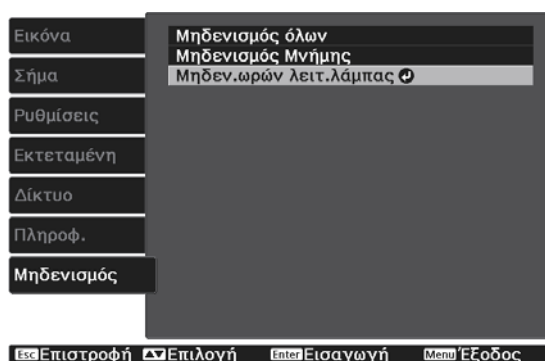 Εικόνα
Σήμα
Ρυθμίσεις
Εκτεταμένη
Δίκτυο
Πληροφ.
Μηδενισμός
Μηδενισμός όλων
Μηδενισμός Μνήμης
Μηδεν.ωρών λειτ.λάμπας
Esc Επιστροφή Επιλογή Enter Εισαγωγή Menu Έξοδος